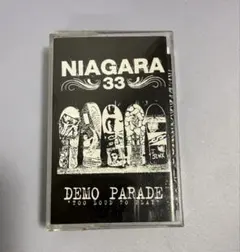 NIAGARA
33
DEMO PARADE
"TOO LOUD TO PLAY"